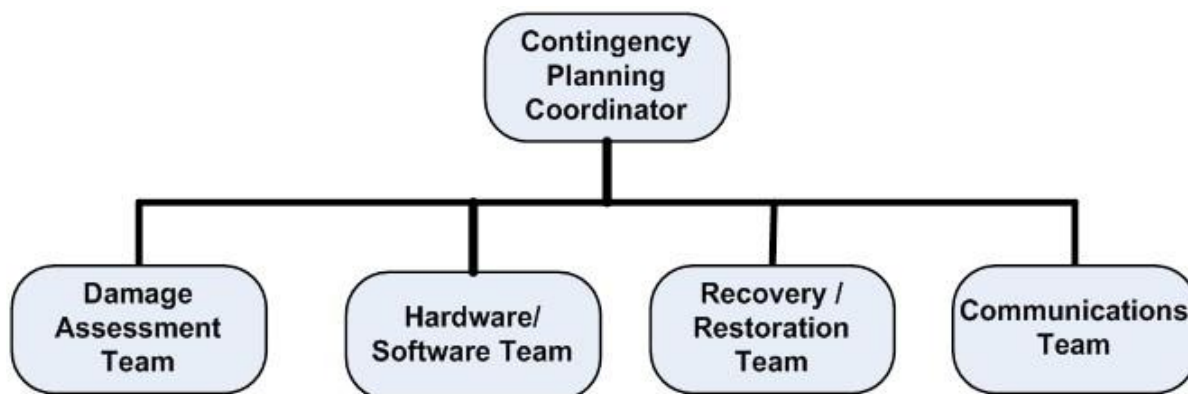 Contingency
Planning
Coordinator
Damage
Assessment
Team
Hardware/
Software Team
Recovery /
Restoration
Team
Communications
Team